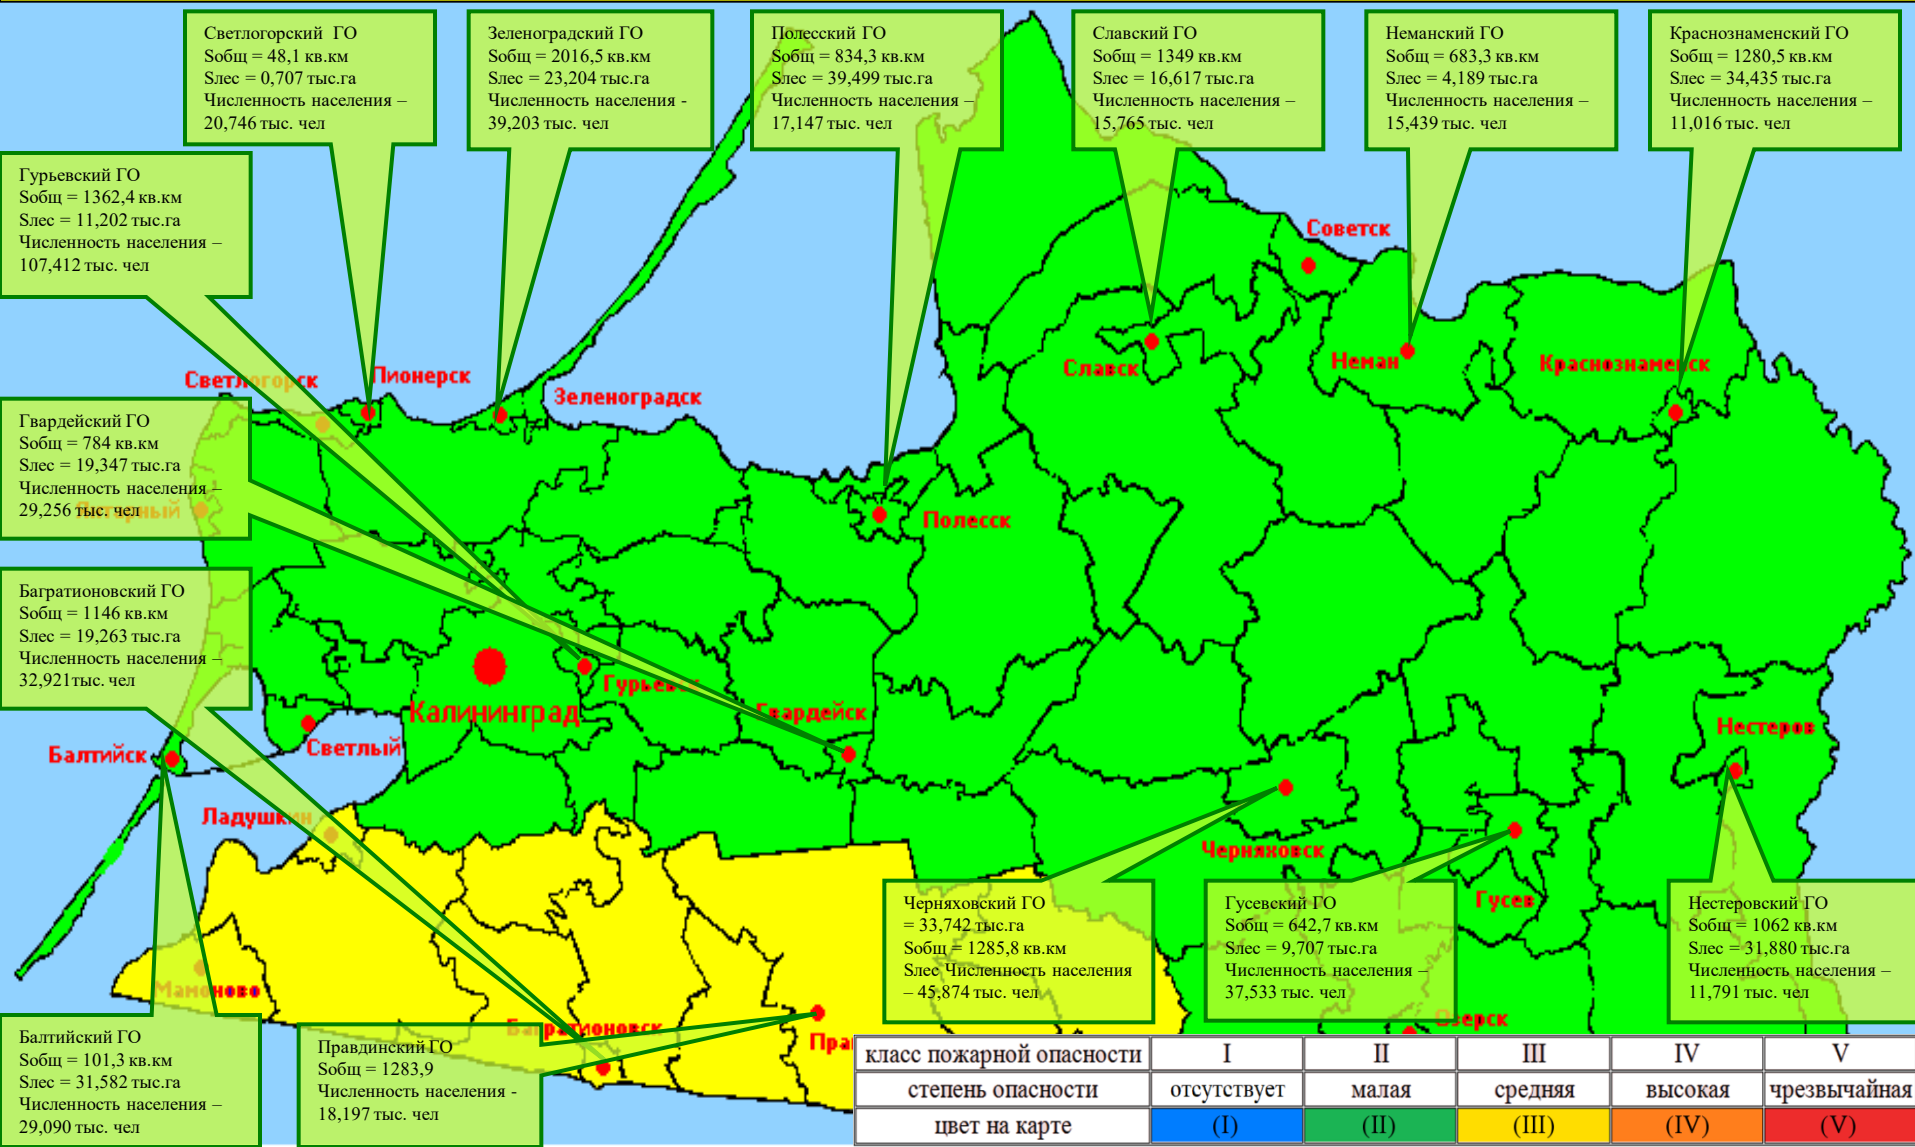 Светлогорский ГО
Sобщ = 48,1 кв.км
Sлес = 0,707 тыс.га
Численность населения –
20,746 тыс. чел
Зеленоградский ГО
Sобщ = 2016,5 кв.км
Sлес = 23,204 тыс.га
Численность населения -
39,203 тыс. чел
Полесский ГО
Sобщ = 834,3 кв.км
Sлес = 39,499 тыс.га
Численность населения –
17,147 тыс. чел
Славский ГО
Sобщ = 1349 кв.км
Sлес = 16,617 тыс.га
Численность населения –
15,765 тыс. чел
Неманский ГО
Sобщ = 683,3 кв.км
Sлес = 4,189 тыс.га
Численность населения –
15,439 тыс. чел
Краснознаменский ГО
Sобщ = 1280,5 кв.км
Sлес = 34,435 тыс.га
Численность населения –
11,016 тыс. чел
Гурьевский ГО
Sобщ = 1362,4 кв.км
Sлес = 11,202 тыс.га
Численность населения –
107,412 тыс. чел
Советск
Светлогорск
Пионерск
Зеленоградск
Славск
Неман
Краснознаменск
Гвардейский ГО
Sобщ = 784 кв.км
Sлес = 19,347 тыс.га
Численность населения –
29,256 тыс. чел
Янтарный
Полесск
Багратионовский ГО
Sобщ = 1146 кв.км
Sлес = 19,263 тыс.га
Численность населения –
32,921тыс. чел
Гурьевск
Калининград
Гвардейск
Нестеров
Светлый
Балтийск
Ладушкин
Черняховск
Гусев
Черняховский ГО
= 33,742 тыс.га
Sобщ = 1285,8 кв.км
Sлес Численность населения
– 45,874 тыс. чел
Гусевский ГО
Sобщ = 642,7 кв.км
Sлес = 9,707 тыс.га
Численность населения –
37,533 тыс. чел
Нестеровский ГО
Sобщ = 1062 кв.км
Sлес = 31,880 тыс.га
Численность населения –
11,791 тыс. чел
Мамоново
Багратионовск
Озерск
Пра
Балтийский ГО
Sобщ = 101,3 кв.км
Sлес = 31,582 тыс.га
Численность населения –
29,090 тыс. чел
Правдинский ГО
Sобщ = 1283,9
Численность населения -
18,197 тыс. чел
класс пожарной опасности I II III IV V
степень опасности отсутствует малая средняя высокая чрезвычайная
цвет на карте (I) (II) (III) (IV) (V)